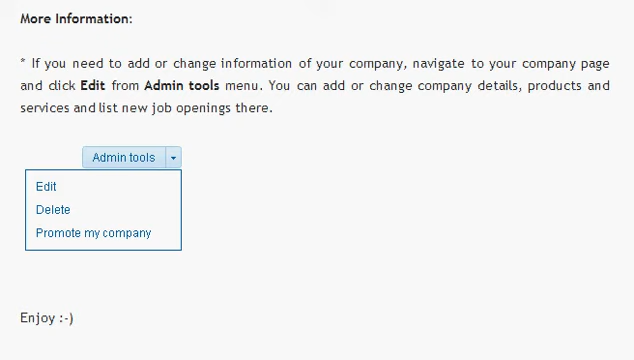 More Information:
* If you need to add or change information of your company, navigate to your company page
and click Edit from Admin tools menu. You can add or change company details, products and
services and list new job openings there.
Admin tools
Edit
Delete
Promote my company
Enjoy :-)